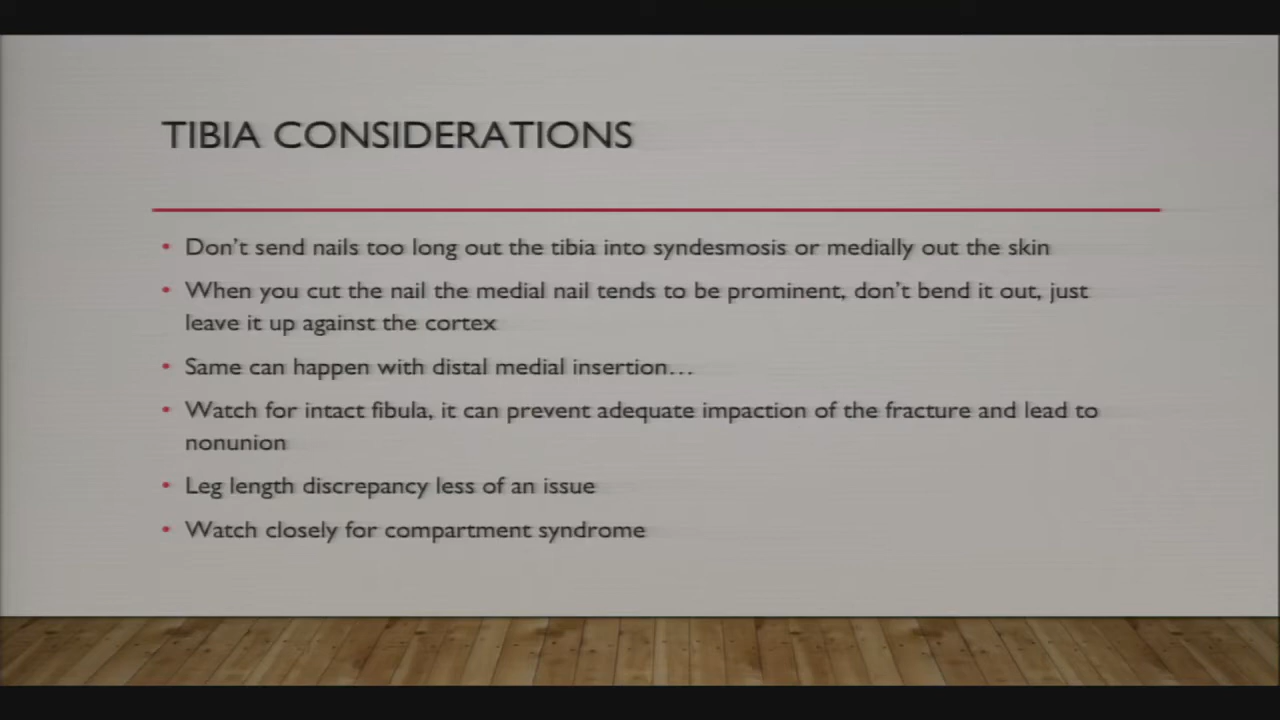 TIBIA CONSIDERATIONS
• Don't send nails too long out the tibia into syndesmosis or medially out the skin
• When you cut the nail the medial nail tends to be prominent, don't bend it out, just
leave it up against the cortex
• Same can happen with distal medial insertion…
• Watch for intact fibula, it can prevent adequate impaction of the fracture and lead to
nonunion
• Leg length discrepancy less of an issue
• Watch closely for compartment syndrome